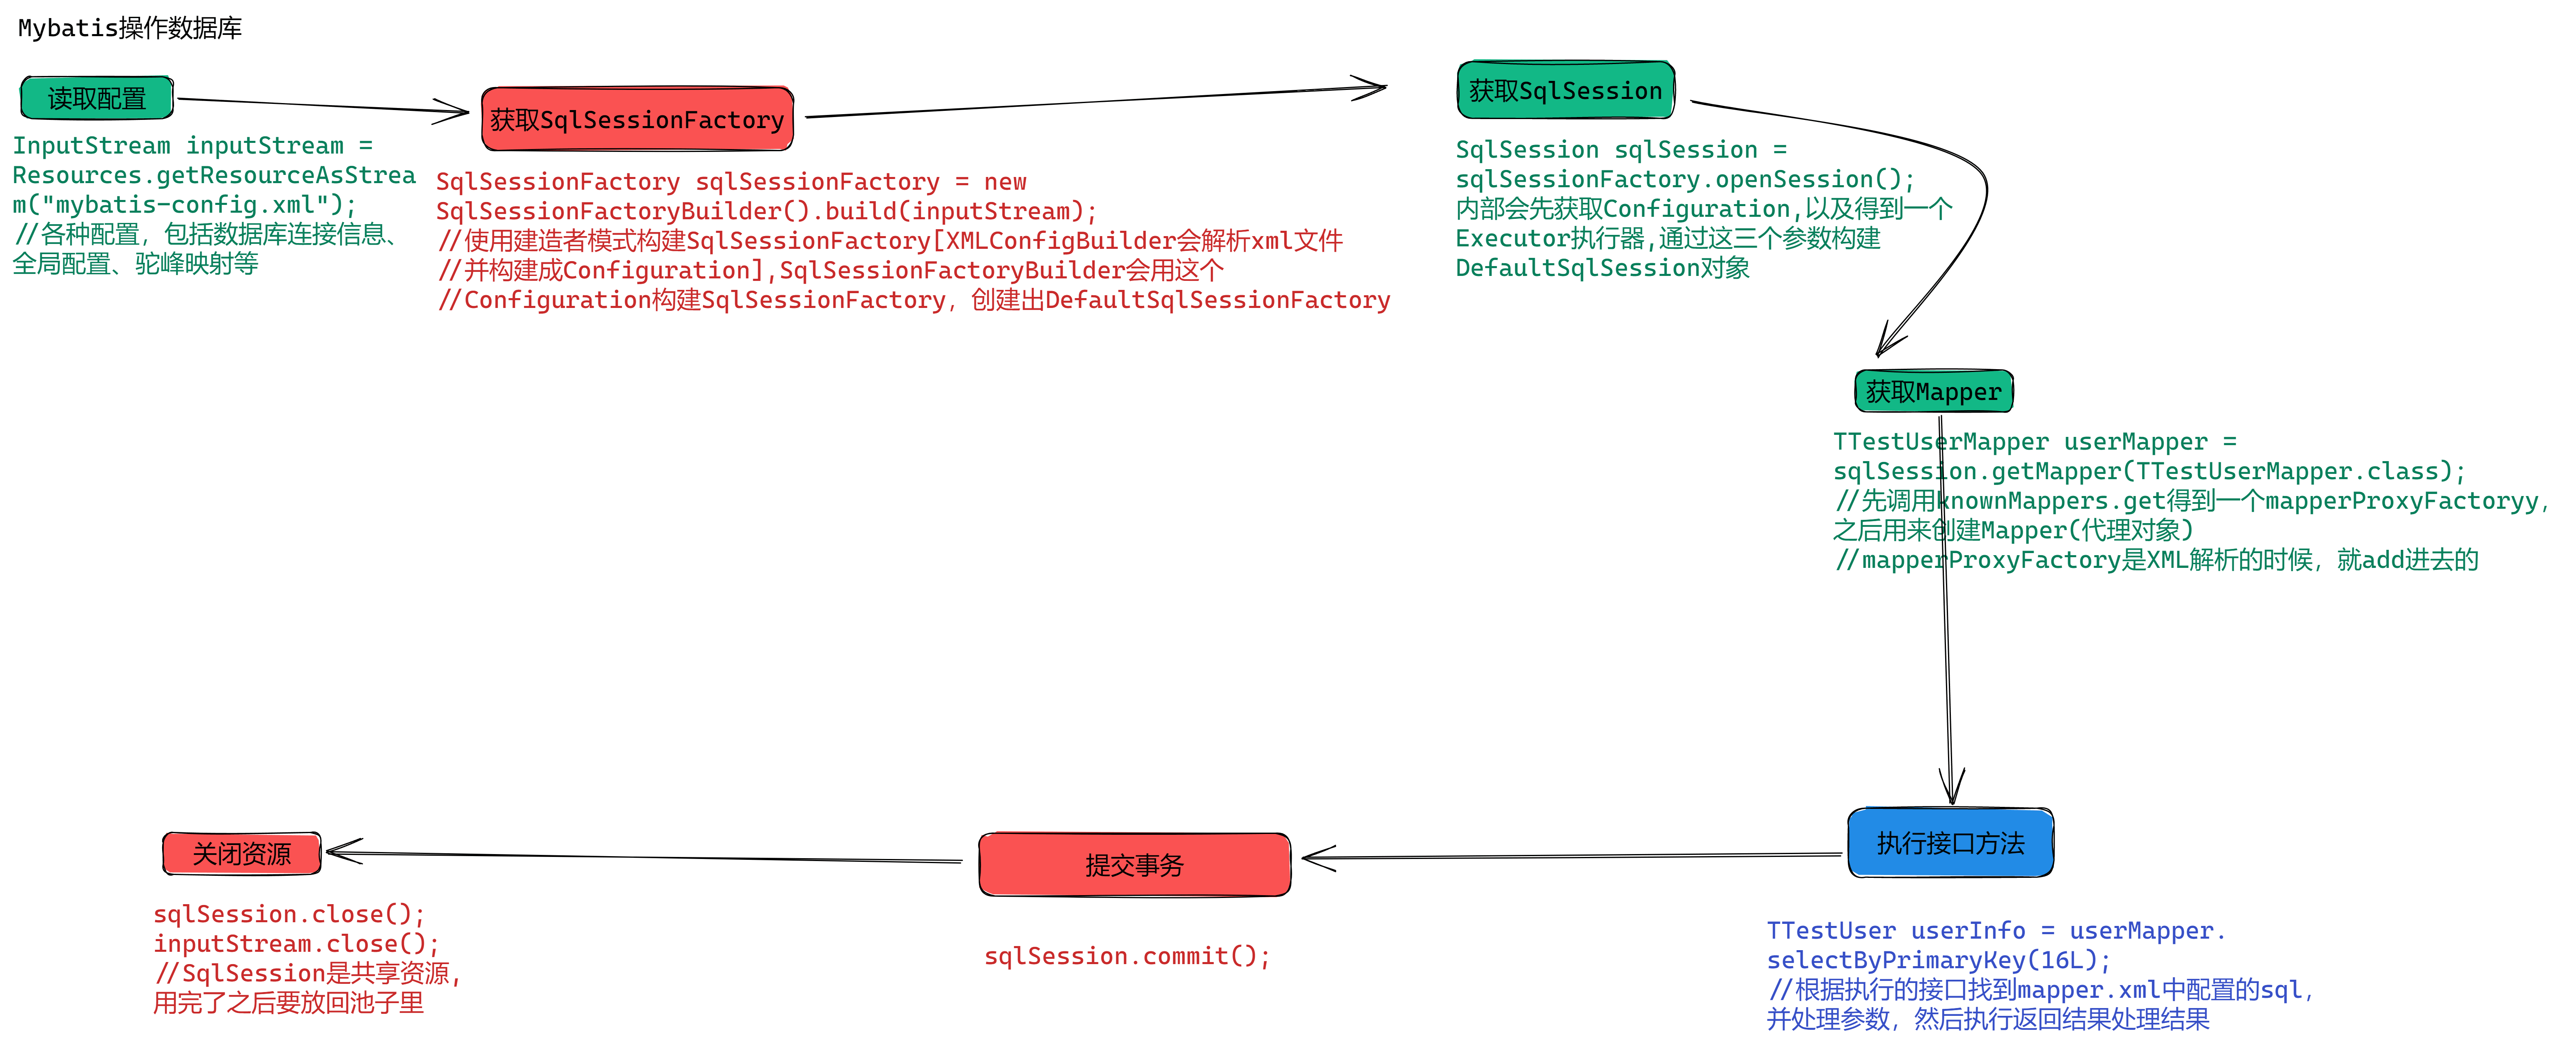 Mybatis操作数据库
读取配置
InputStream inputStream =
Resources.getResourceAsStrea
m("mybatis-config.xml");
//各种配置，包括数据库连接信息、
全局配置、驼峰映射等
获取SqlSessionFactory
SqlSessionFactory sqlSessionFactory = new
SqlSessionFactoryBuilder().build(inputStream);
//使用建造者模式构建SqlSessionFactory[XMLConfigBuilder会解析xml文件
//并构建成Configuration],SqlSessionFactoryBuilder会用这个
//Configuration构建SqlSessionFactory，创建出DefaultSqlSessionFactory
获取SqlSession
SqlSession sqlSession =
sqlSessionFactory.openSession();
内部会先获取Configuration,以及得到一个
Executor执行器,通过这三个参数构建
DefaultSqlSession对象
获取Mapper
TTestUserMapper userMapper =
sqlSession.getMapper(TTestUserMapper.class);
//先调用knownMappers.get得到一个mapperProxyFactoryy，
之后用来创建Mapper(代理对象)
//mapperProxyFactory是XML解析的时候，就add进去的
执行接口方法
TTestUser userInfo = userMapper.
selectByPrimaryKey(16L);
//根据执行的接口找到mapper.xml中配置的sql，
并处理参数，然后执行返回结果处理结果
提交事务
sqlSession.commit();
关闭资源
sqlSession.close();
inputStream.close();
//SqlSession是共享资源，
用完了之后要放回池子里